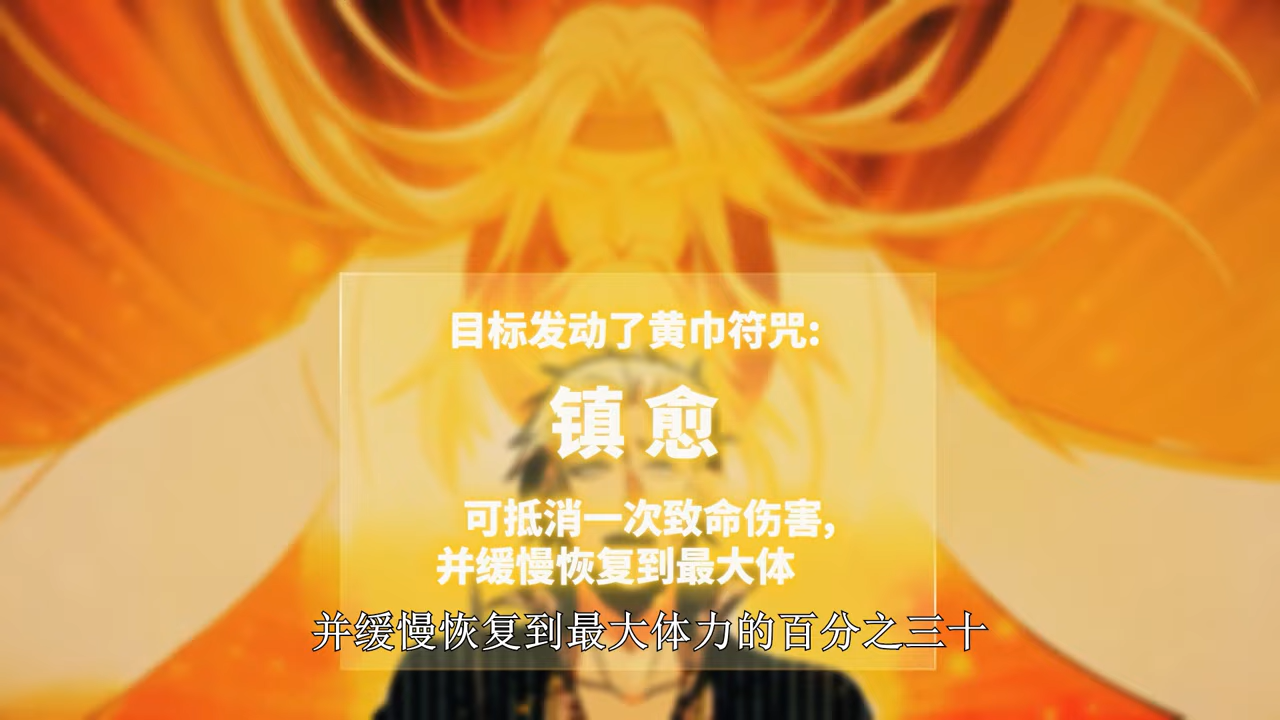 目标发动了黄巾符咒:
镇愈
可抵消一次致命伤害,
并缓慢恢复到最大体
并缓慢恢复到最大体力的百分之三十